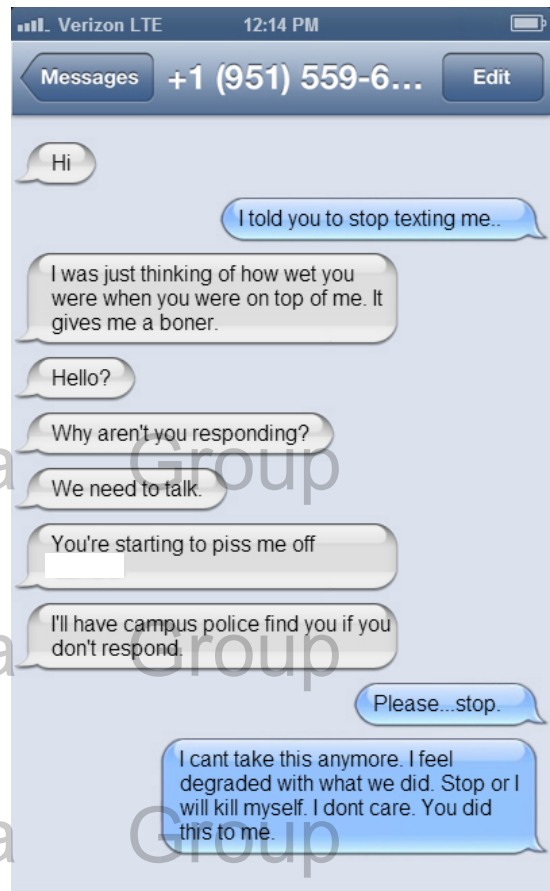 Verizon LTE 12:14 PM
Messages +1 (951) 559-6... Edit
Hi
I told you to stop texting me..
I was just thinking of how wet you
were when you were on top of me. It
gives me a boner.
Hello?
Why aren't you responding?
We need to talk.
You're starting to piss me off
I'll have campus police find you if you
don't respond.
Please...stop.
I cant take this anymore. I feel
degraded with what we did. Stop or I
will kill myself. I dont care. You did
this to me.
a Group
a Group
a Group